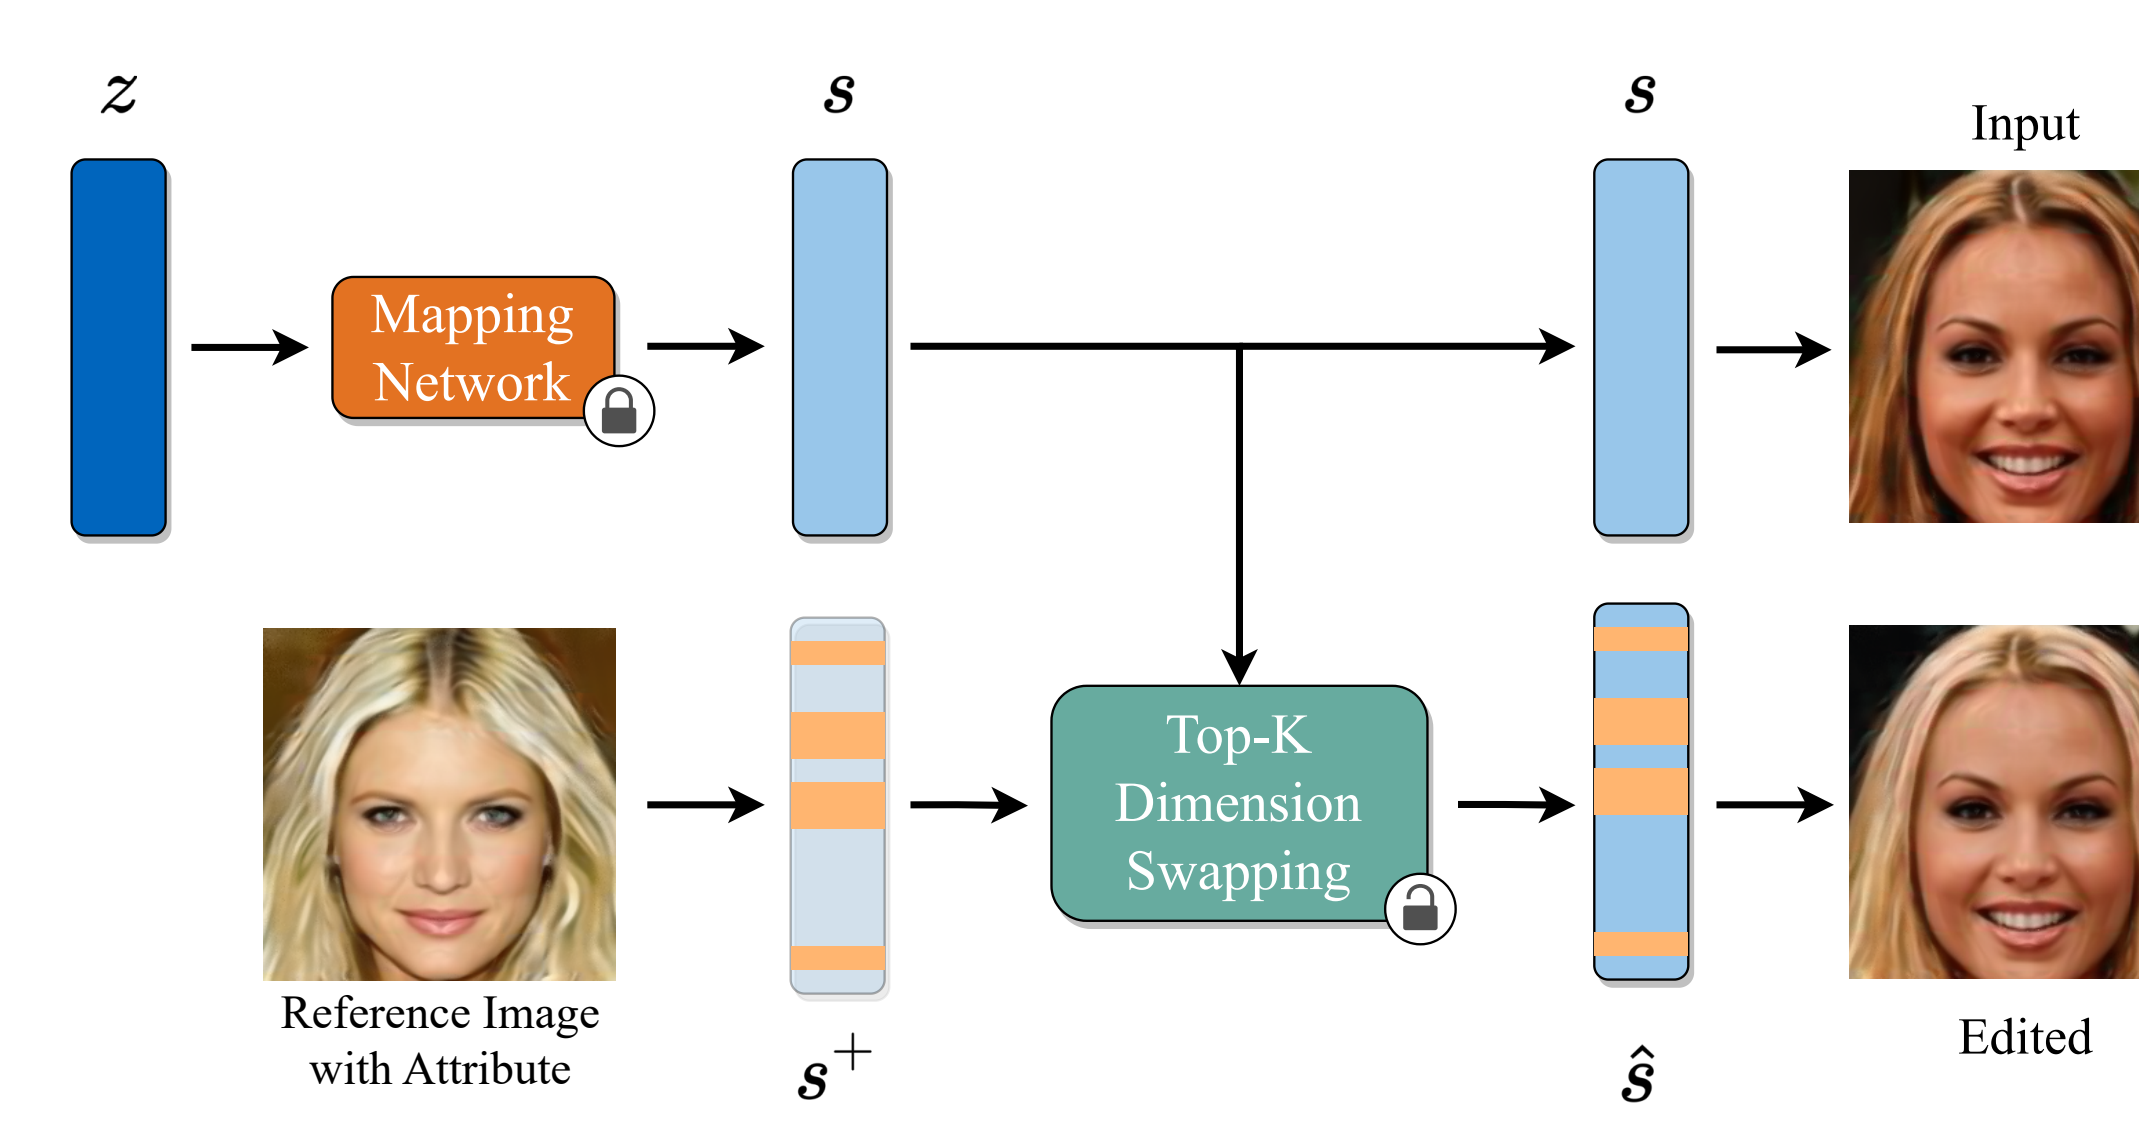 z
s
s
Input
Mapping
Network
Top-K
Dimension
Swapping
Reference Image
with Attribute
s⁺
ŝ
Edited